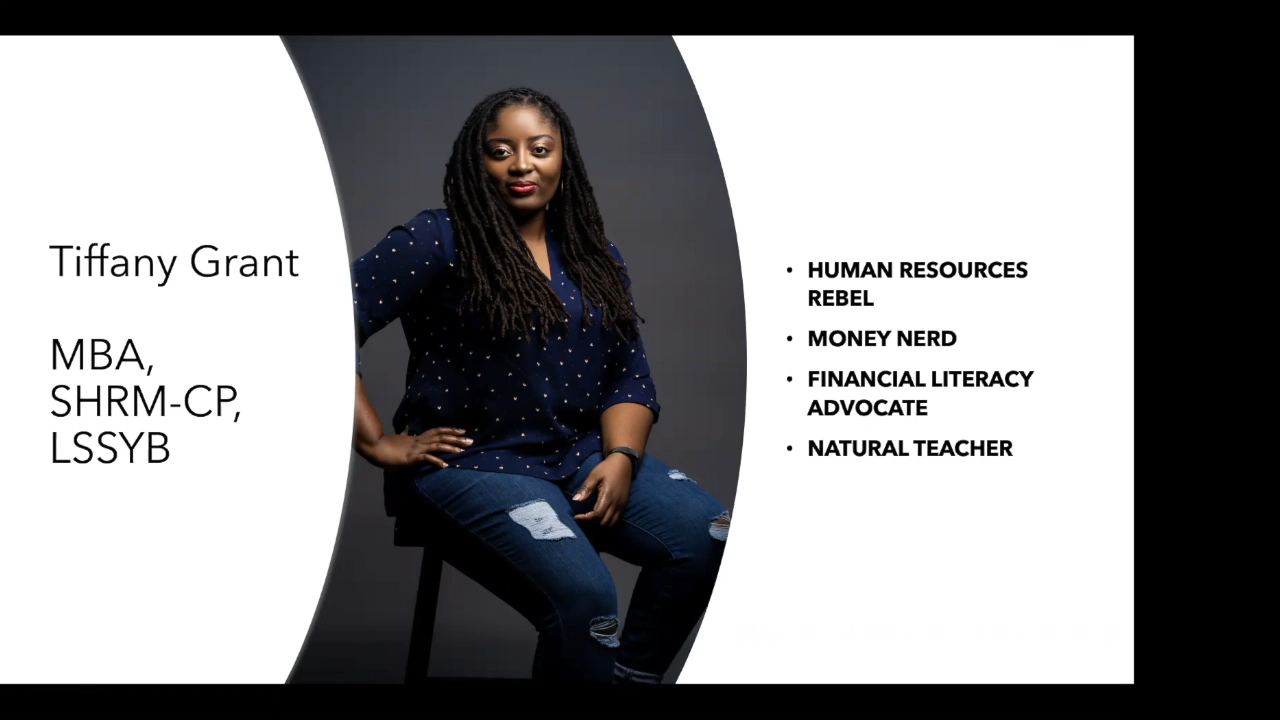 Tiffany Grant
MBA,
SHRM-CP,
LSSYB
• HUMAN RESOURCES
REBEL
• MONEY NERD
• FINANCIAL LITERACY
ADVOCATE
• NATURAL TEACHER